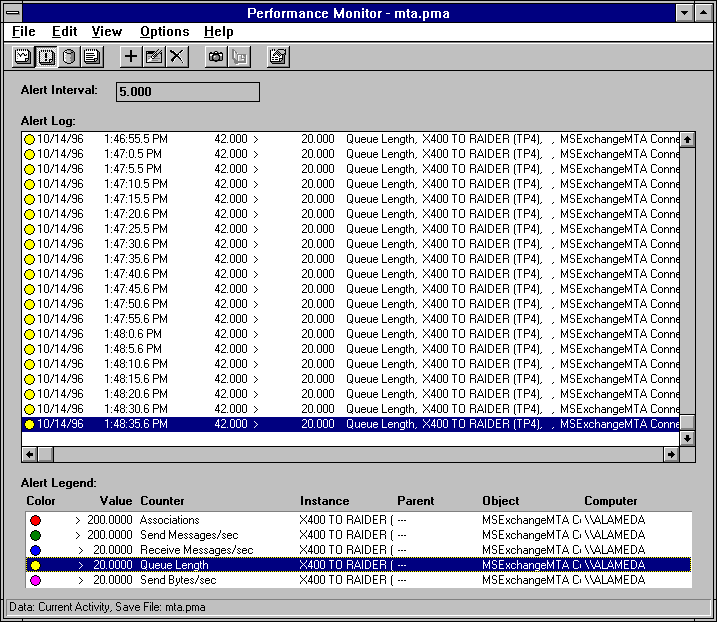 Performance Monitor - mta.pma
File Edit View Options Help
Alert Interval: 5.000
Alert Log:
10/14/96 1:46:55.5 PM 42.000 > 20.000 Queue Length, X400 TO RAIDER (TP4), , MSExchangeMTA Conne
10/14/96 1:47:0.5 PM 42.000 > 20.000 Queue Length, X400 TO RAIDER (TP4), , MSExchangeMTA Conne
10/14/96 1:47:5.5 PM 42.000 > 20.000 Queue Length, X400 TO RAIDER (TP4), , MSExchangeMTA Conne
10/14/96 1:47:10.5 PM 42.000 > 20.000 Queue Length, X400 TO RAIDER (TP4), , MSExchangeMTA Conne
10/14/96 1:47:15.5 PM 42.000 > 20.000 Queue Length, X400 TO RAIDER (TP4), , MSExchangeMTA Conne
10/14/96 1:47:20.6 PM 42.000 > 20.000 Queue Length, X400 TO RAIDER (TP4), , MSExchangeMTA Conne
10/14/96 1:47:25.5 PM 42.000 > 20.000 Queue Length, X400 TO RAIDER (TP4), , MSExchangeMTA Conne
10/14/96 1:47:30.6 PM 42.000 > 20.000 Queue Length, X400 TO RAIDER (TP4), , MSExchangeMTA Conne
10/14/96 1:47:35.6 PM 42.000 > 20.000 Queue Length, X400 TO RAIDER (TP4), , MSExchangeMTA Conne
10/14/96 1:47:40.6 PM 42.000 > 20.000 Queue Length, X400 TO RAIDER (TP4), , MSExchangeMTA Conne
10/14/96 1:47:45.6 PM 42.000 > 20.000 Queue Length, X400 TO RAIDER (TP4), , MSExchangeMTA Conne
10/14/96 1:47:50.6 PM 42.000 > 20.000 Queue Length, X400 TO RAIDER (TP4), , MSExchangeMTA Conne
10/14/96 1:47:55.6 PM 42.000 > 20.000 Queue Length, X400 TO RAIDER (TP4), , MSExchangeMTA Conne
10/14/96 1:48:0.6 PM 42.000 > 20.000 Queue Length, X400 TO RAIDER (TP4), , MSExchangeMTA Conne
10/14/96 1:48:5.6 PM 42.000 > 20.000 Queue Length, X400 TO RAIDER (TP4), , MSExchangeMTA Conne
10/14/96 1:48:10.6 PM 42.000 > 20.000 Queue Length, X400 TO RAIDER (TP4), , MSExchangeMTA Conne
10/14/96 1:48:15.6 PM 42.000 > 20.000 Queue Length, X400 TO RAIDER (TP4), , MSExchangeMTA Conne
10/14/96 1:48:20.6 PM 42.000 > 20.000 Queue Length, X400 TO RAIDER (TP4), , MSExchangeMTA Conne
10/14/96 1:48:30.6 PM 42.000 > 20.000 Queue Length, X400 TO RAIDER (TP4), , MSExchangeMTA Conne
10/14/96 1:48:35.6 PM 42.000 > 20.000 Queue Length, X400 TO RAIDER (TP4), , MSExchangeMTA Conne
Alert Legend:
Color Value Counter Instance Parent Object Computer
> 200.0000 Associations X400 TO RAIDER ( --- MSExchangeMTA C( \\ALAMEDA
> 200.0000 Send Messages/sec X400 TO RAIDER ( --- MSExchangeMTA C( \\ALAMEDA
> 20.0000 Receive Messages/sec X400 TO RAIDER ( --- MSExchangeMTA C( \\ALAMEDA
> 20.0000 Queue Length X400 TO RAIDER ( --- MSExchangeMTA C( \\ALAMEDA
> 20.0000 Send Bytes/sec X400 TO RAIDER ( --- MSExchangeMTA C( \\ALAMEDA
Data: Current Activity, Save File: mta.pma